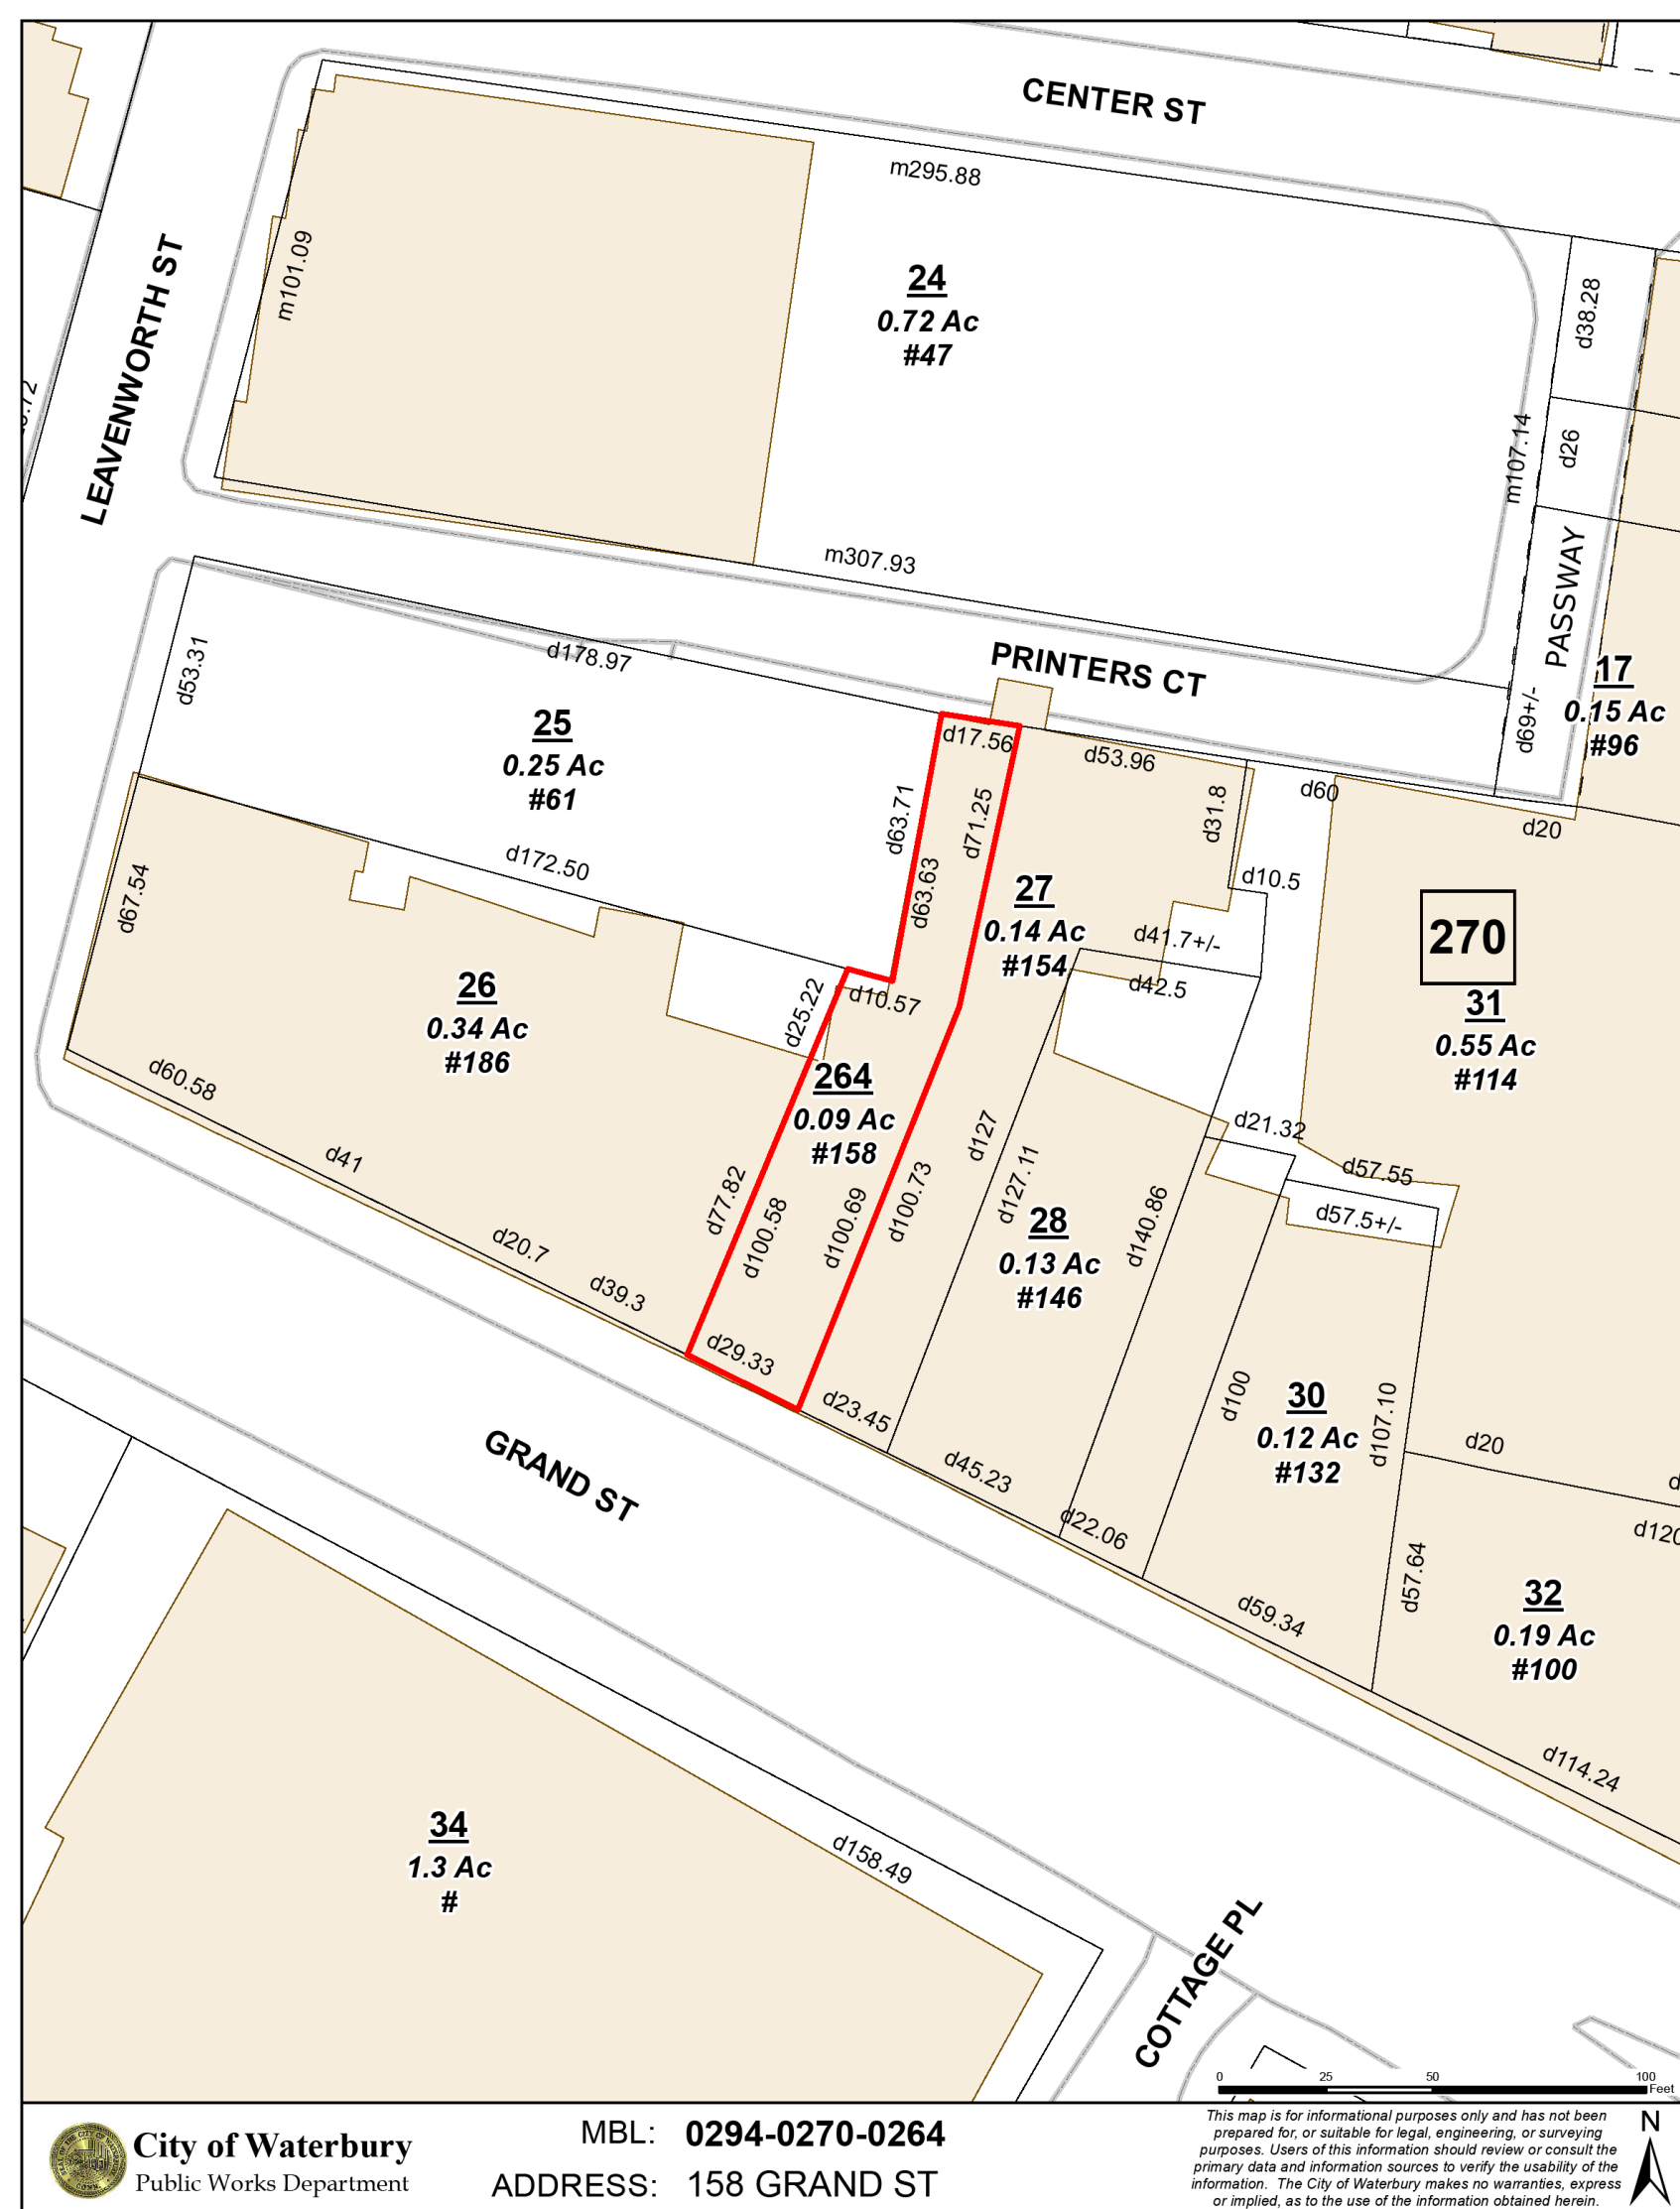 CENTER ST
m295.88
LEAVENWORTH ST
m101.09
24
0.72 Ac
#47
d38.28
m107.14
d26
PASSWAY
m307.93
PRINTERS CT
d69+/-
17
0.15 Ac
#96
d53.31
d178.97
25
0.25 Ac
#61
d17.56
d53.96
d60
d20
d63.71
d71.25
d31.8
d63.63
d172.50
d67.54
27
0.14 Ac
#154
d10.5
d41.7+/-
d42.5
270
31
0.55 Ac
#114
26
0.34 Ac
#186
d25.22
d10.57
d60.58
264
0.09 Ac
#158
d127
d21.32
d57.55
d57.5+/-
d41
d77.82
d100.58
d100.69
d100.73
d127.11
28
0.13 Ac
#146
d140.86
d20.7
d39.3
d29.33
d23.45
d45.23
d22.06
d100
30
0.12 Ac
#132
d107.10
d20
GRAND ST
d59.34
d57.64
32
0.19 Ac
#100
d114.24
34
1.3 Ac
#
d158.49
COTTAGE PL
0 25 50 100
Feet
City of Waterbury
Public Works Department
MBL: 0294-0270-0264
ADDRESS: 158 GRAND ST
This map is for informational purposes only and has not been
prepared for, or suitable for legal, engineering, or surveying
purposes. Users of this information should review or consult the
primary data and information sources to verify the usability of the
information. The City of Waterbury makes no warranties, express
or implied, as to the use of the information obtained herein.
N